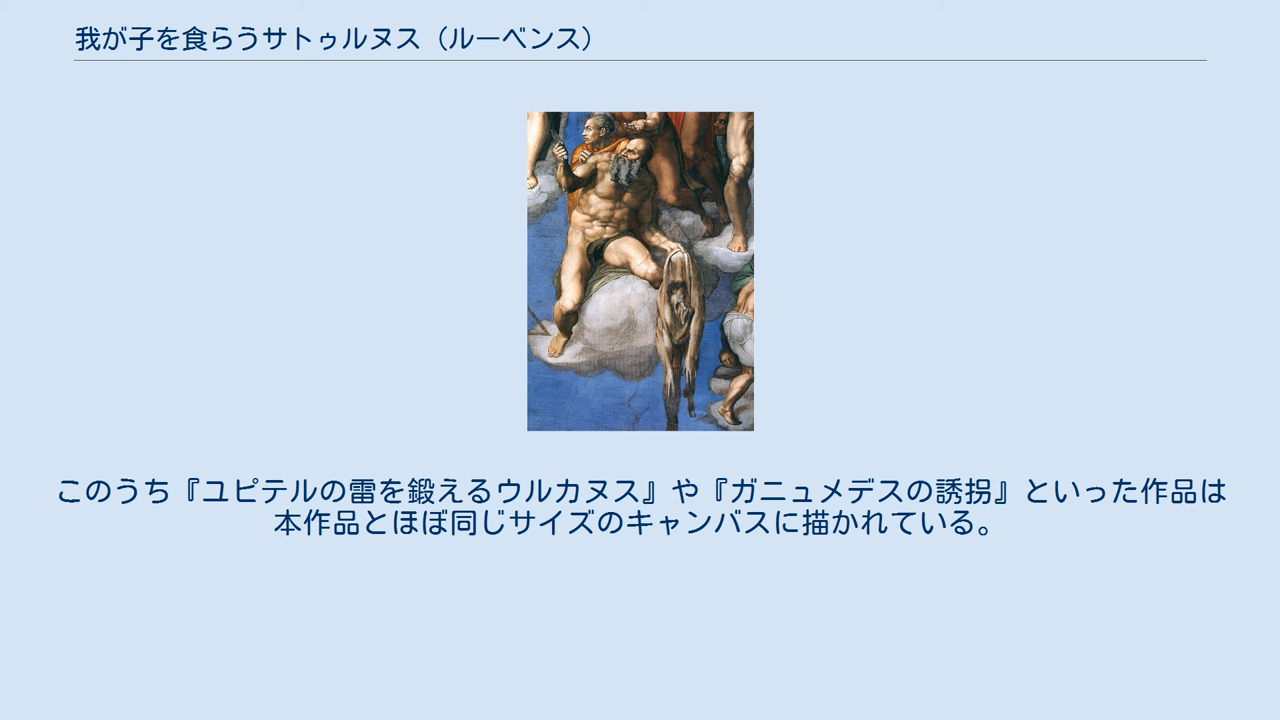 我が子を食らうサトゥルヌス（ルーベンス）
このうち『ユピテルの雷を鍛えるウルカヌス』や『ガニュメデスの誘拐』といった作品は
本作品とほぼ同じサイズのキャンバスに描かれている。